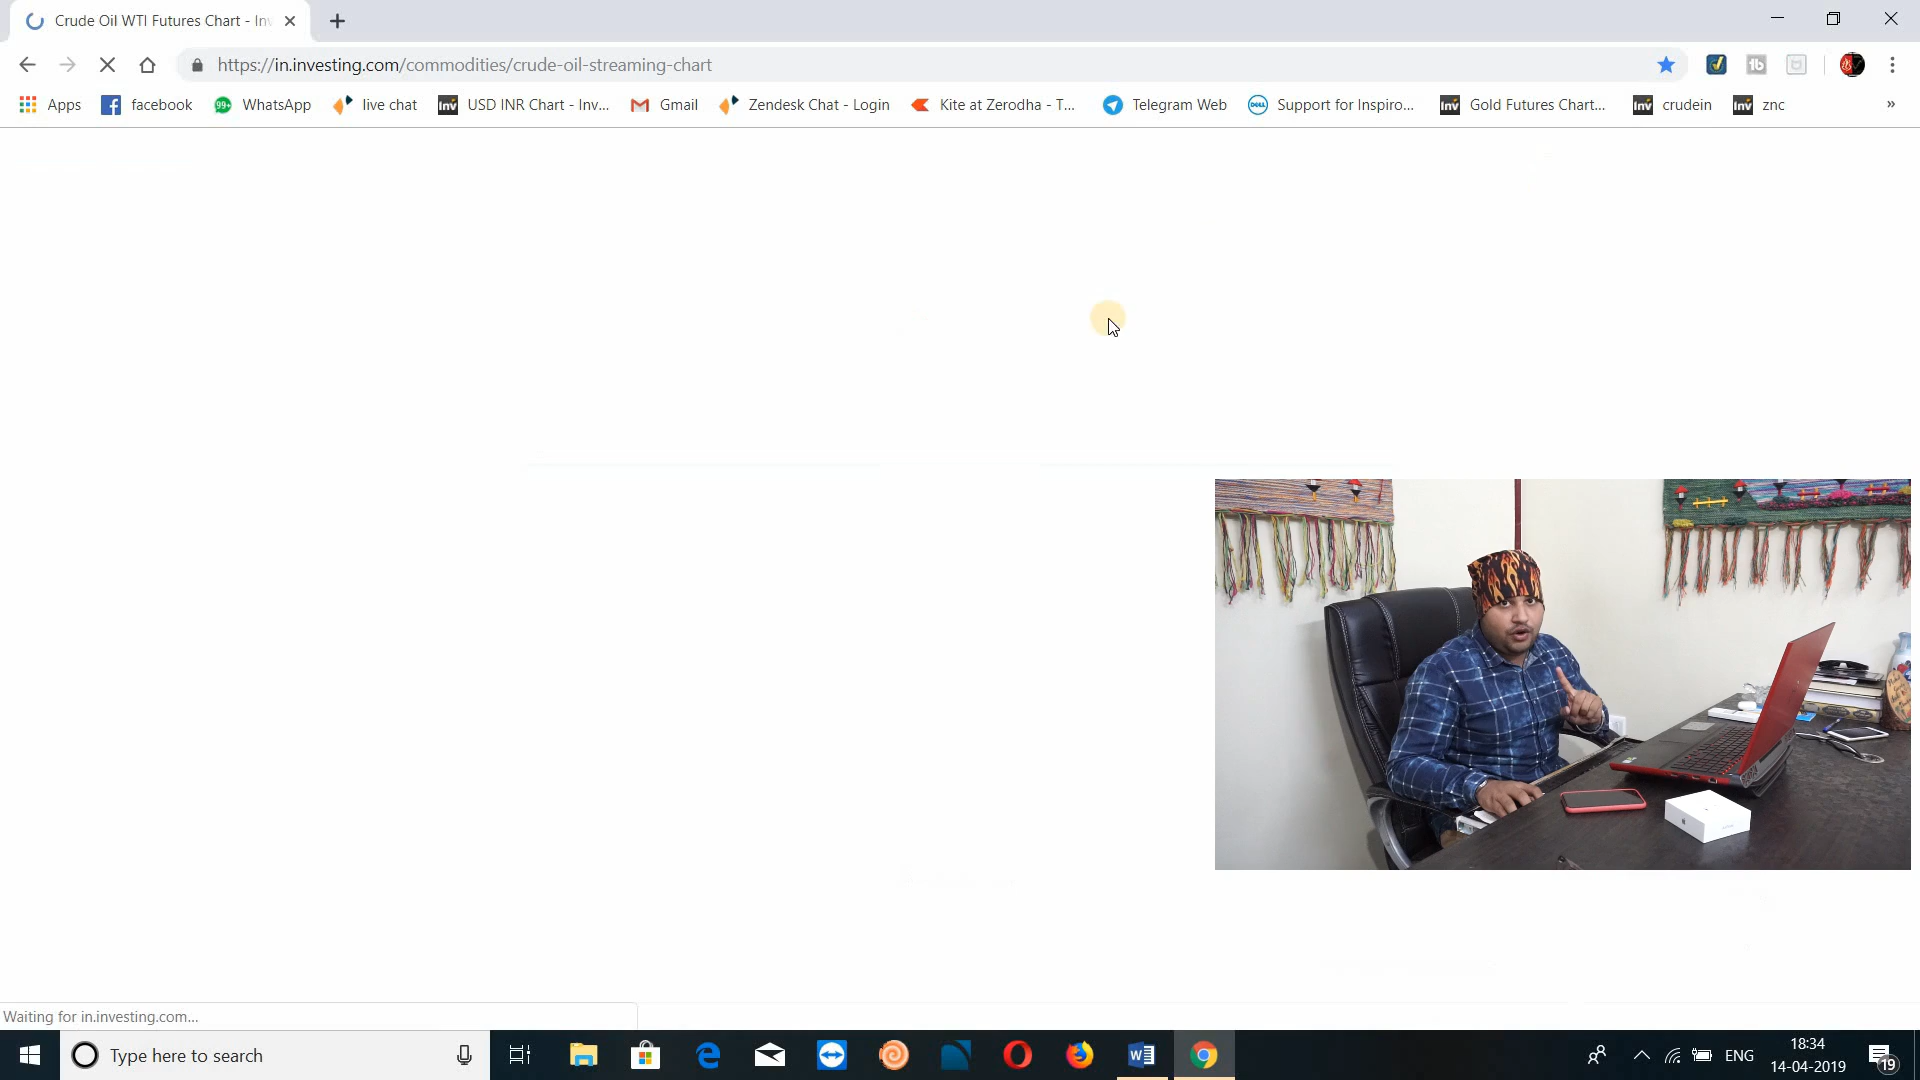 Crude Oil WTI Futures Chart - Inv
https://in.investing.com/commodities/crude-oil-streaming-chart
Apps facebook WhatsApp live chat USD INR Chart - Inv... Gmail Zendesk Chat - Login Kite at Zerodha - T... Telegram Web Support for Inspiro... Gold Futures Chart... crudein znc »
Waiting for in.investing.com...
Type here to search
ENG
18:34
14-04-2019
19